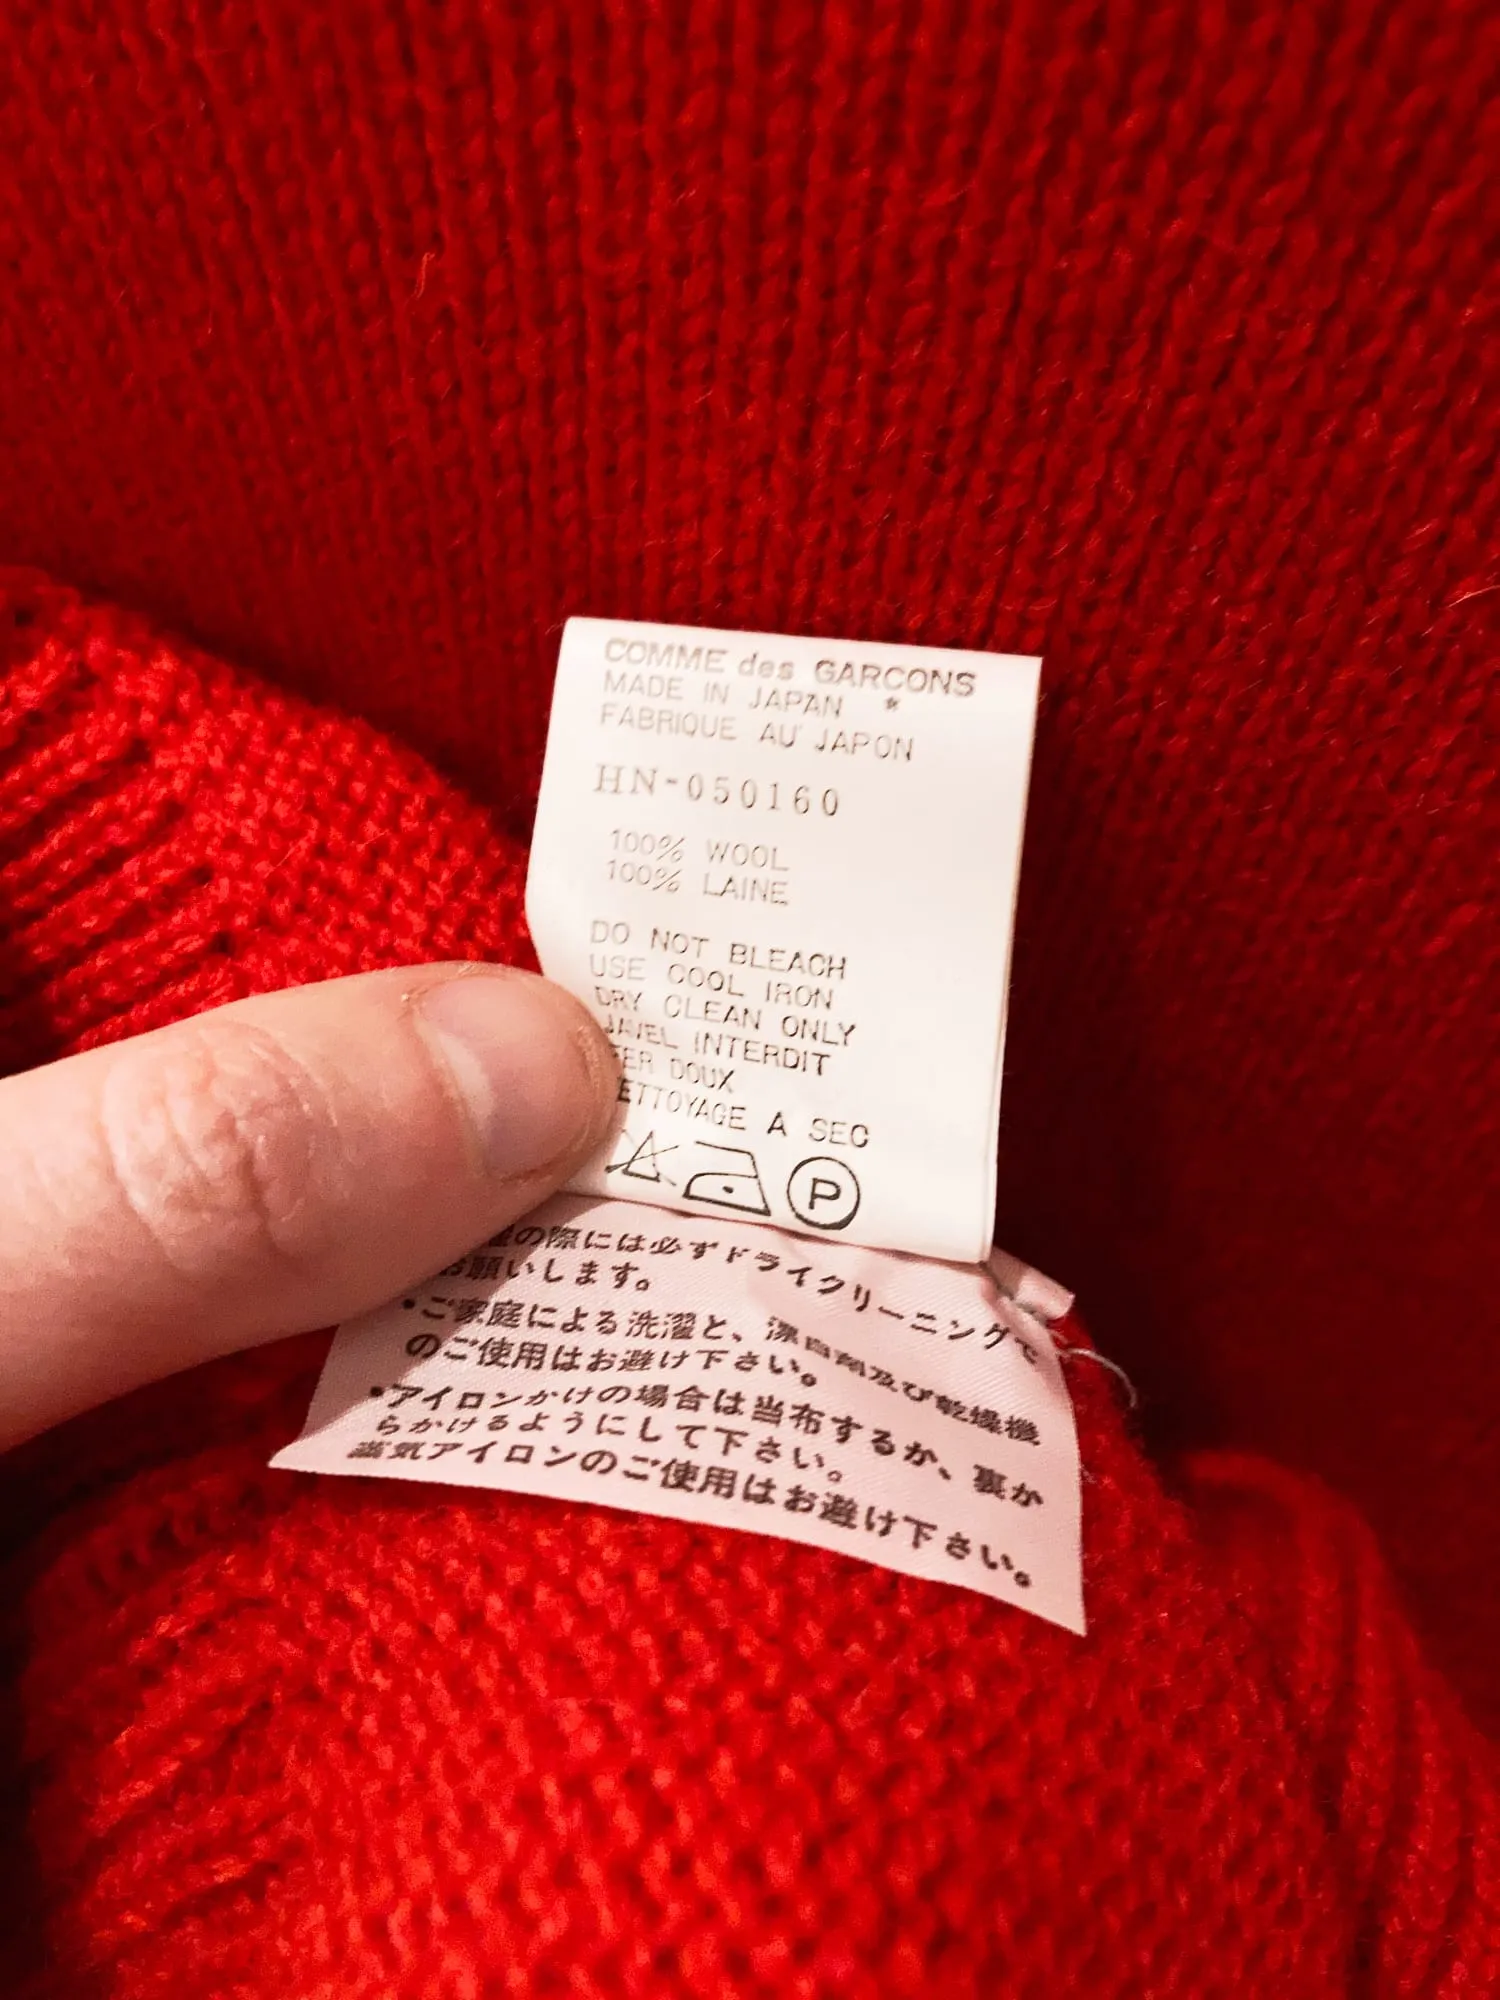 COMME des GARCONS
MADE IN JAPAN *
FABRIQUE AU JAPON
HN-050160
100% WOOL
100% LAINE
DO NOT BLEACH
USE COOL IRON
DRY CLEAN ONLY
JAVEL INTERDIT
FER DOUX
ETTOYAGE A SEC
P
の際には必ずドライクリーニングで
お願いします。
・ご家庭による洗濯と、漂白剤及び乾燥機
のご使用はお避け下さい。
・アイロンかけの場合は当布するか、裏か
らかけるようにして下さい。
蒸気アイロンのご使用はお避け下さい。